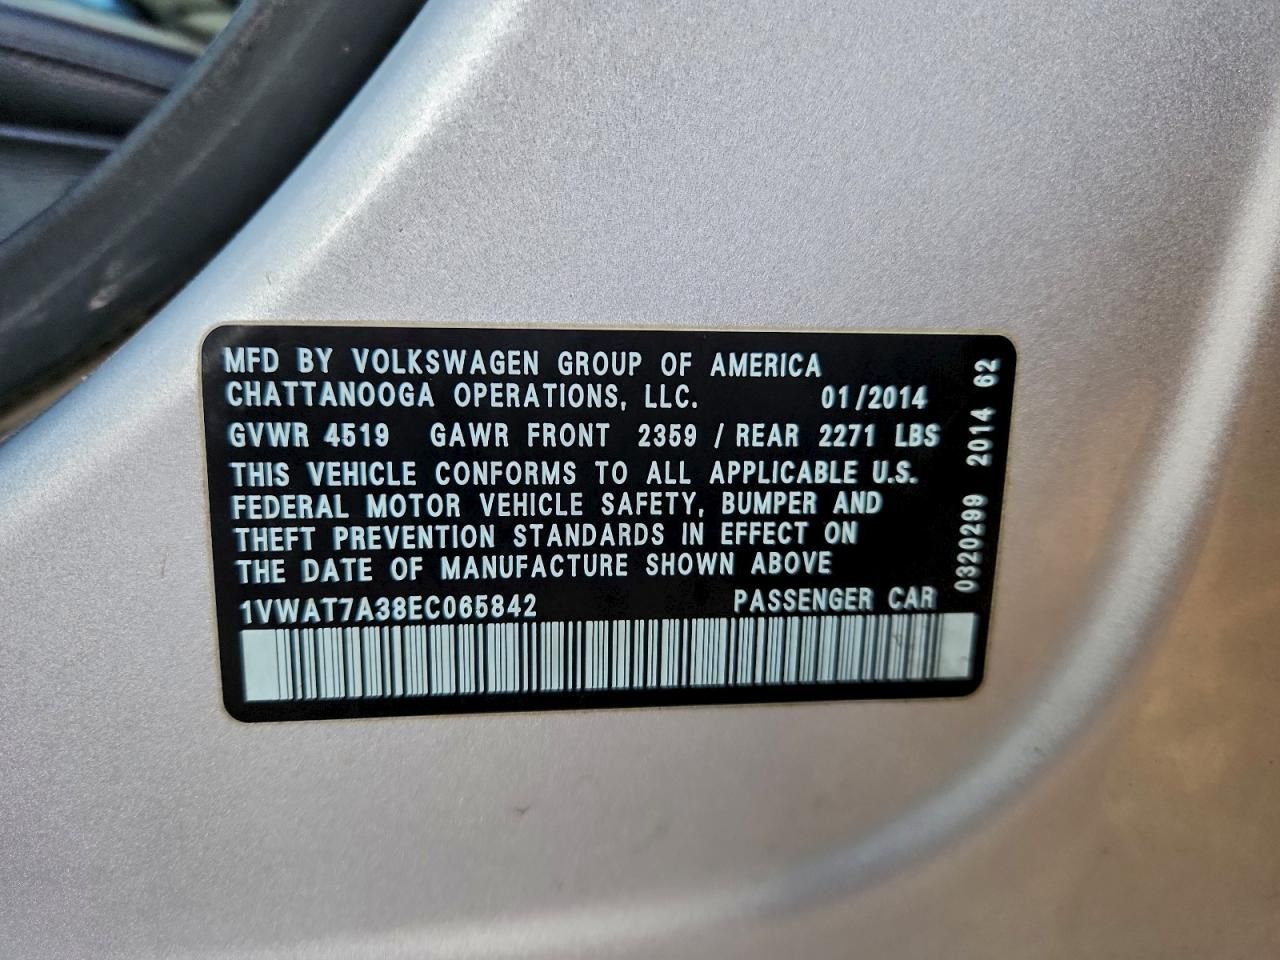 MFD BY VOLKSWAGEN GROUP OF AMERICA
CHATTANOOGA OPERATIONS, LLC. 01/2014
GVWR 4519 GAWR FRONT 2359 / REAR 2271 LBS
THIS VEHICLE CONFORMS TO ALL APPLICABLE U.S.
FEDERAL MOTOR VEHICLE SAFETY, BUMPER AND
THEFT PREVENTION STANDARDS IN EFFECT ON
THE DATE OF MANUFACTURE SHOWN ABOVE
1VWAT7A38EC065842 PASSENGER CAR
0320299 2014 62